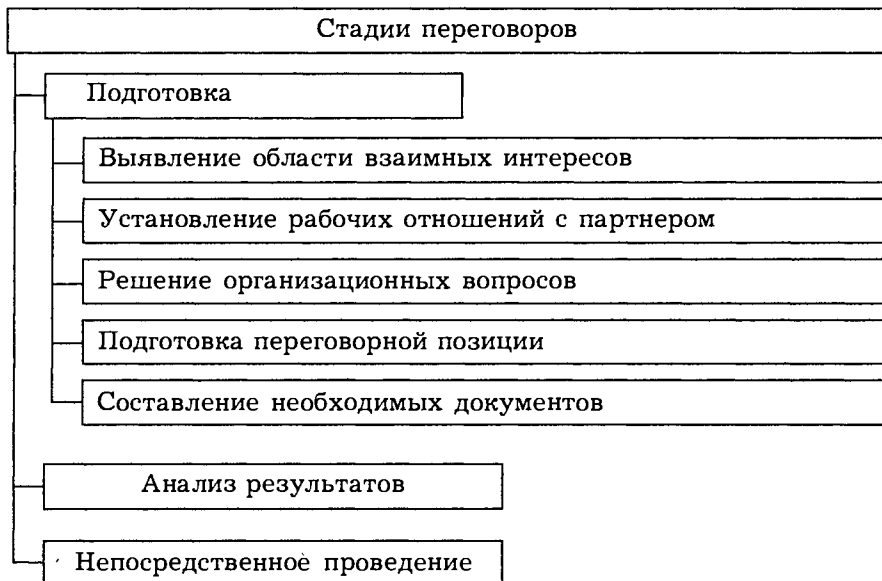 Стадии переговоров
Подготовка
Выявление области взаимных интересов
Установление рабочих отношений с партнером
Решение организационных вопросов
Подготовка переговорной позиции
Составление необходимых документов
Анализ результатов
Непосредственное проведение